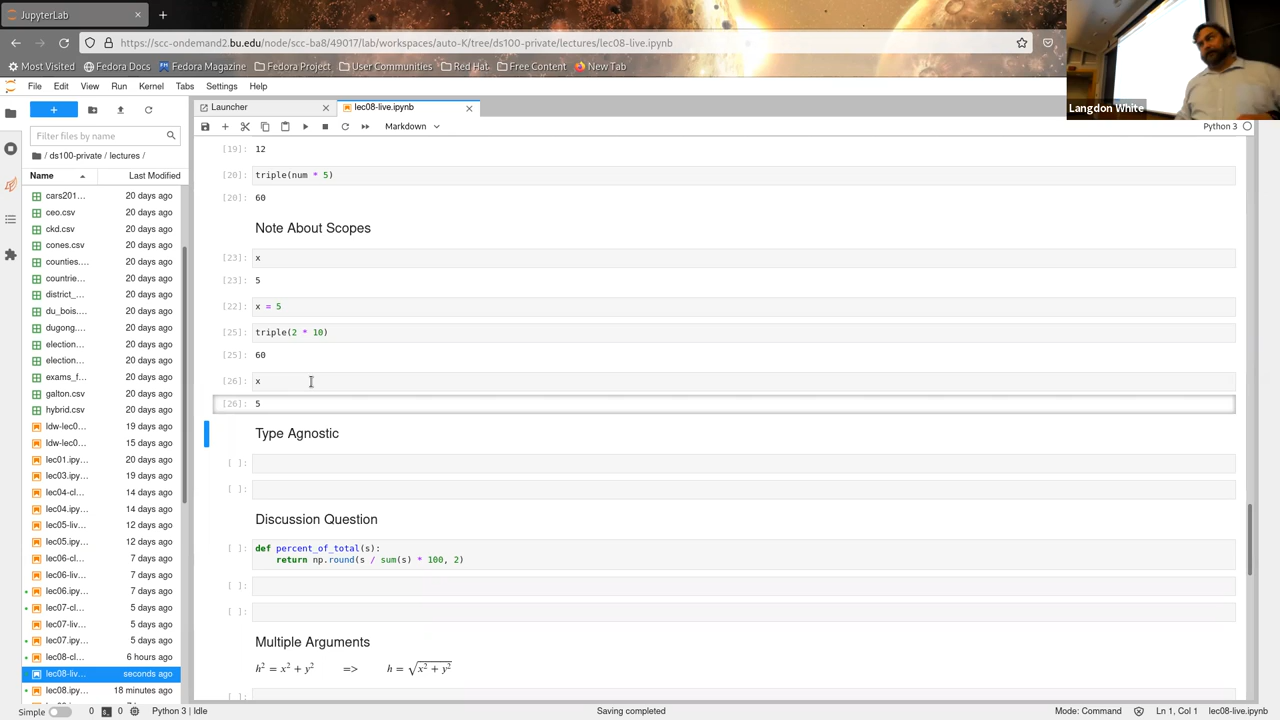 JupyterLab
https://scc-ondemand2.bu.edu/node/scc-ba8/49017/lab/workspaces/auto-K/tree/ds100-private/lectures/lec08-live.ipynb
Most Visited Fedora Docs Fedora Magazine Fedora Project User Communities Red Hat Free Content New Tab
Langdon White
File Edit View Run Kernel Tabs Settings Help
Launcher lec08-live.ipynb
Markdown Python 3
Filter files by name
/ ds100-private / lectures /
Name Last Modified
cars201... 20 days ago
ceo.csv 20 days ago
ckd.csv 20 days ago
cones.csv 20 days ago
counties.... 20 days ago
countrie... 20 days ago
district_... 20 days ago
du_bois.... 20 days ago
dugong.... 20 days ago
election... 20 days ago
election... 20 days ago
exams_f... 20 days ago
galton.csv 20 days ago
hybrid.csv 20 days ago
ldw-lec0... 19 days ago
ldw-lec0... 15 days ago
lec01.ipy... 20 days ago
lec03.ipy... 19 days ago
lec04-cl... 14 days ago
lec04.ipy... 14 days ago
lec05-liv... 12 days ago
lec05.ipy... 12 days ago
lec06-cl... 7 days ago
lec06-liv... 7 days ago
lec06.ipy... 7 days ago
lec07-cl... 5 days ago
lec07-liv... 5 days ago
lec07.ipy... 5 days ago
lec08-cl... 6 hours ago
lec08-liv... seconds ago
lec08.ipy... 18 minutes ago
[19]: 12
[20]: triple(num * 5)
[20]: 60
Note About Scopes
[23]: x
[23]: 5
[22]: x = 5
[25]: triple(2 * 10)
[25]: 60
[26]: x
[26]: 5
Type Agnostic
[ ]:
[ ]:
Discussion Question
[ ]: def percent_of_total(s):
return np.round(s / sum(s) * 100, 2)
[ ]:
[ ]:
Multiple Arguments
h² = x² + y² => h = √x² + y²
[ ]:
Simple 0 0 Python 3 | Idle Saving completed Mode: Command Ln 1, Col 1 lec08-live.ipynb